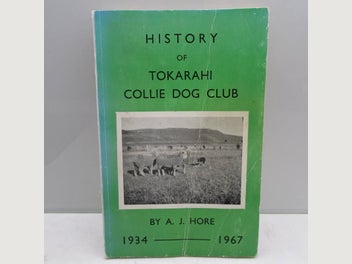 HISTORY
OF
TOKARAHI
COLLIE DOG CLUB
BY A. J. HORE
1934 — 1967